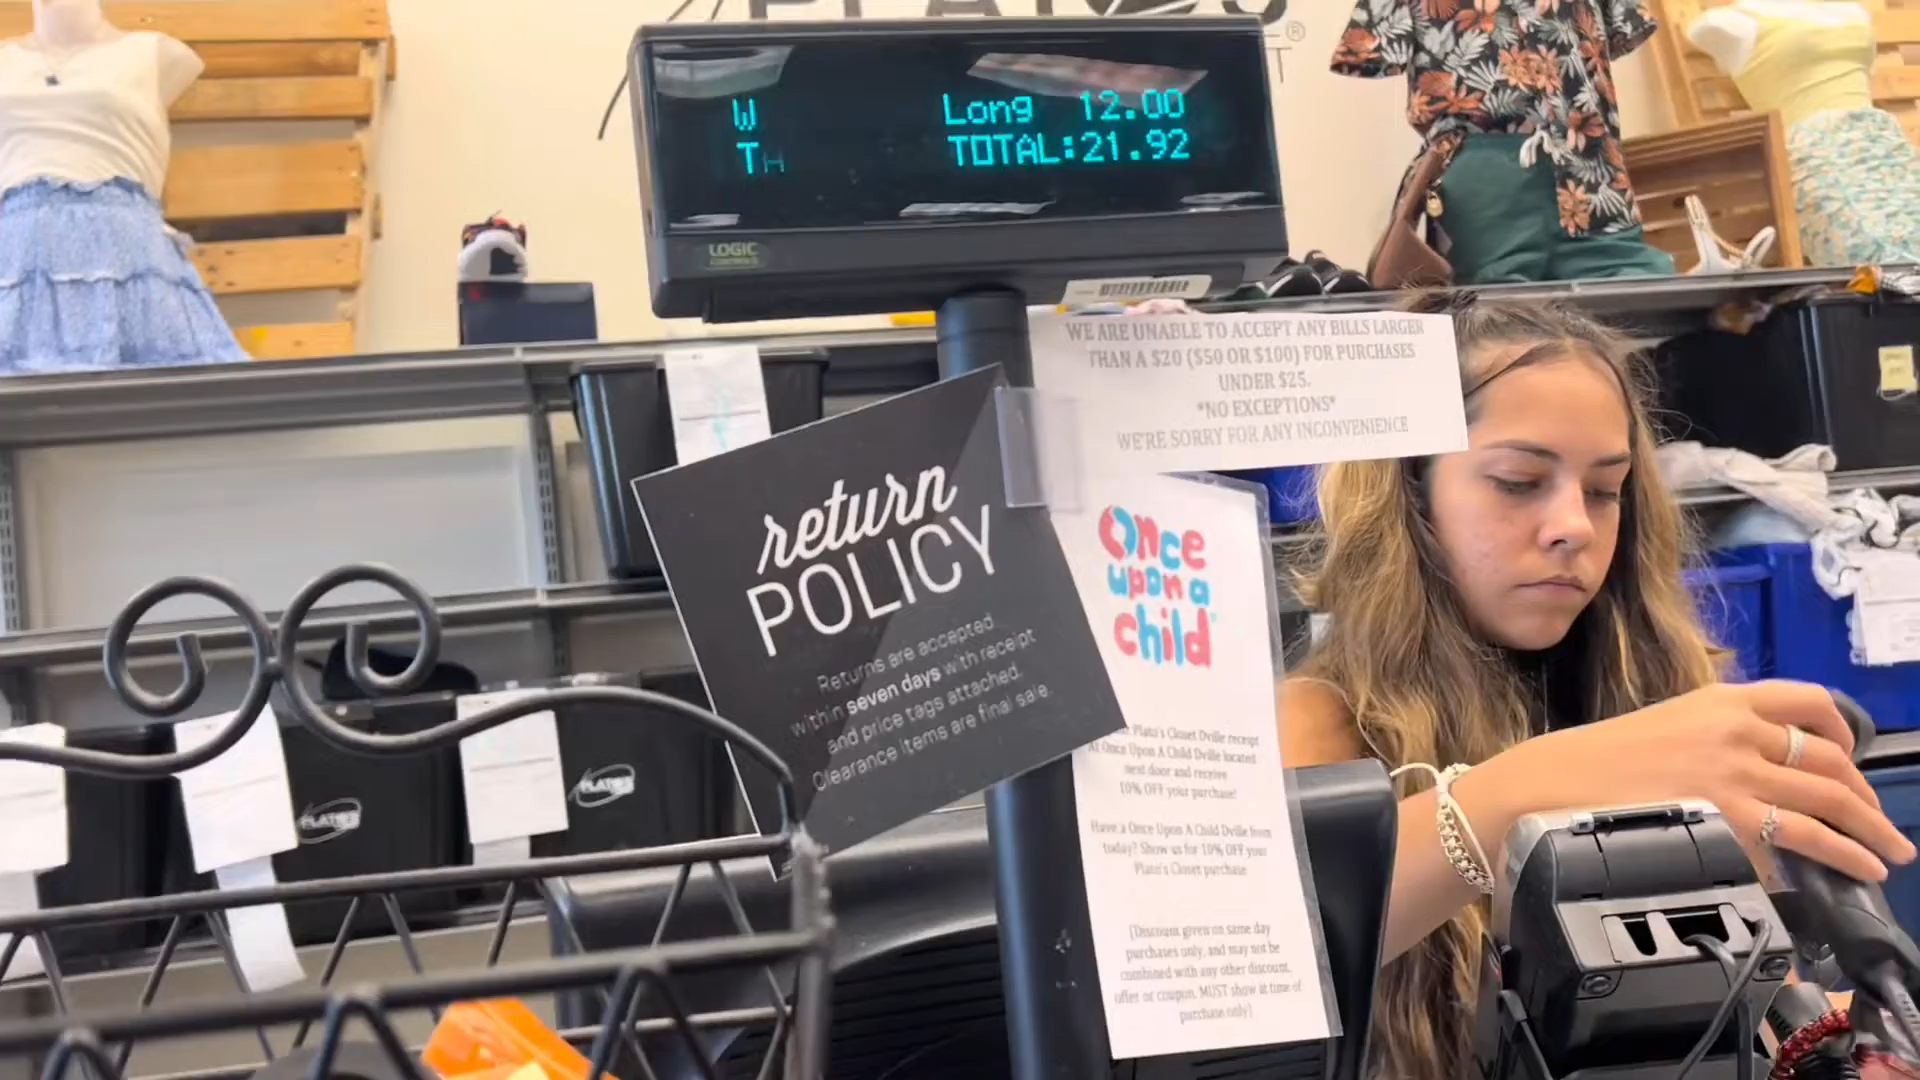 W Long 12.00
T TOTAL:21.92
LOGIC
CONTROLS
WE ARE UNABLE TO ACCEPT ANY BILLS LARGER
THAN A $20 ($50 OR $100) FOR PURCHASES
UNDER $25.
*NO EXCEPTIONS*
WE'RE SORRY FOR ANY INCONVENIENCE
return
POLICY
Returns are accepted
within seven days with receipt
and price tags attached.
Clearance items are final sale.
once
upon a
child
Plato's Closet Dville receipt
At Once Upon A Child Dville located
next door and receive
10% OFF your purchase!
Have a Once Upon A Child Dville from
today? Show us for 10% OFF your
Plato's Closet purchase
(Discount given on same day
purchases only, and may not be
combined with any other discount,
offer or coupon. MUST show at time of
purchase only)